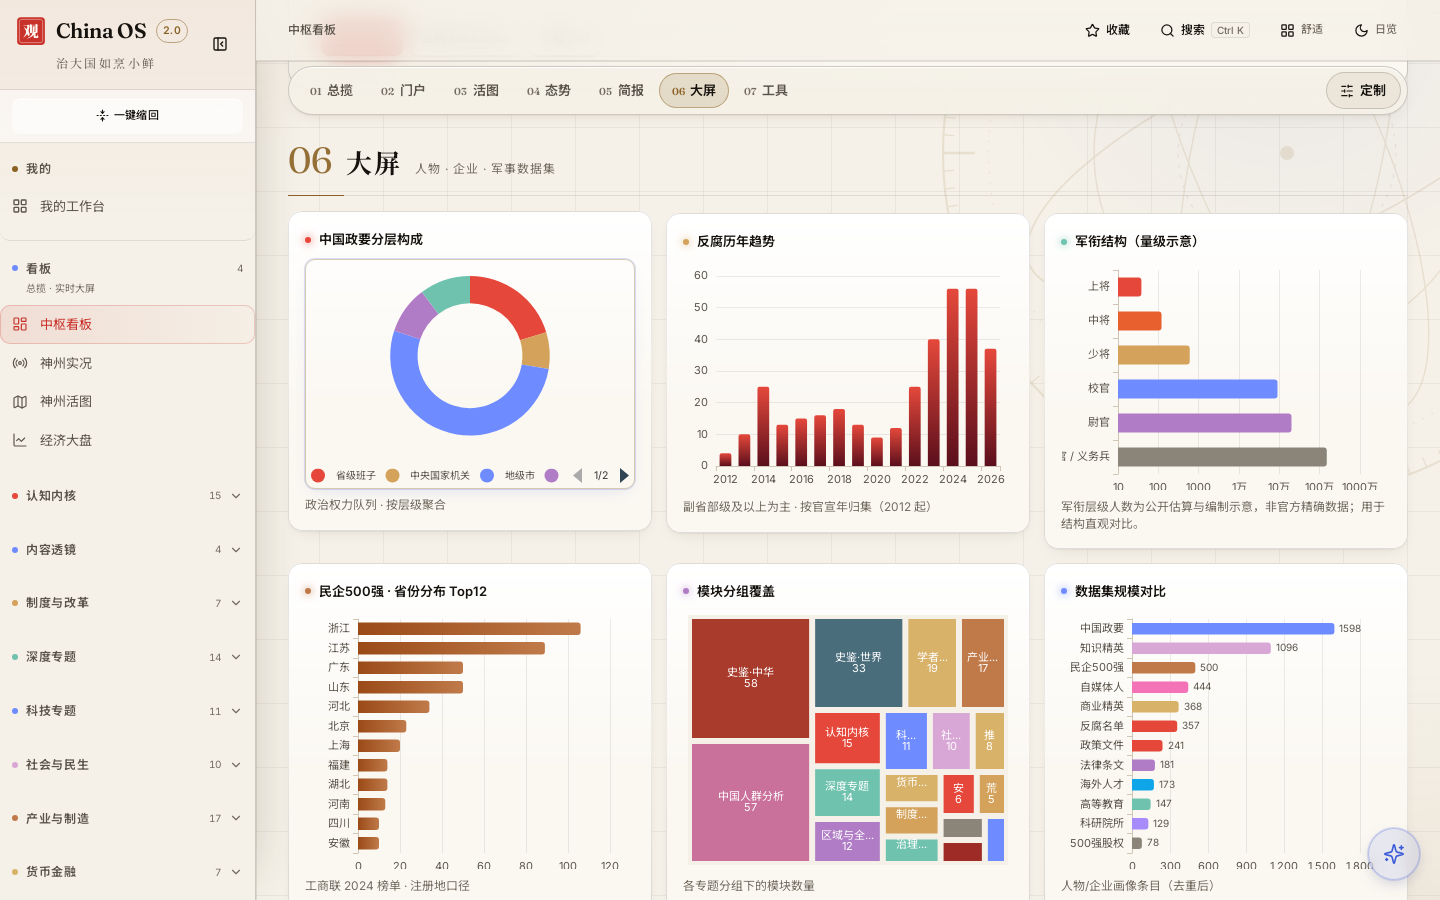 观 China OS 2.0
治大国如烹小鲜
一键缩回
我的
我的工作台
看板 4
总揽 · 实时大屏
中枢看板
神州实况
神州活图
经济大盘
认知内核 15
内容透镜 4
制度与改革 7
深度专题 14
科技专题 11
社会与民生 10
产业与制造 17
货币金融 7
中枢看板
收藏
搜索 Ctrl K
舒适
日览
01 总揽
02 门户
03 活图
04 态势
05 简报
06 大屏
07 工具
定制
06 大屏 人物 · 企业 · 军事数据集
中国政要分层构成
省级班子 中央国家机关 地级市 1/2
政治权力队列 · 按层级聚合
反腐历年趋势
60
50
40
30
20
10
0
2012 2014 2016 2018 2020 2022 2024 2026
副省部级及以上为主 · 按官宣年归集（2012 起）
军衔结构（量级示意）
上将
中将
少将
校官
尉官
/ 义务兵
10 100 1000 1万 10万 100万 1000万
军衔层级人数为公开估算与编制示意，非官方精确数据；用于
结构直观对比。
民企500强 · 省份分布 Top12
浙江
江苏
广东
山东
河北
北京
上海
福建
湖北
河南
四川
安徽
0 20 40 60 80 100 120
工商联 2024 榜单 · 注册地口径
模块分组覆盖
史鉴·中华
58
史鉴·世界
33
学者...
19
产业...
17
认知内核
15
科...
11
社...
10
推
8
中国人群分析
57
深度专题
14
货币...
安
6
荒
5
制度...
区域与全...
12
治理...
各专题分组下的模块数量
数据集规模对比
中国政要 1598
知识精英 1096
民企500强 500
自媒体人 444
商业精英 368
反腐名单 357
政策文件 241
法律条文 181
海外人才 173
高等教育 147
科研院所 129
500强股权 78
0 300 600 900 1200 1500 1800
人物/企业画像条目（去重后）